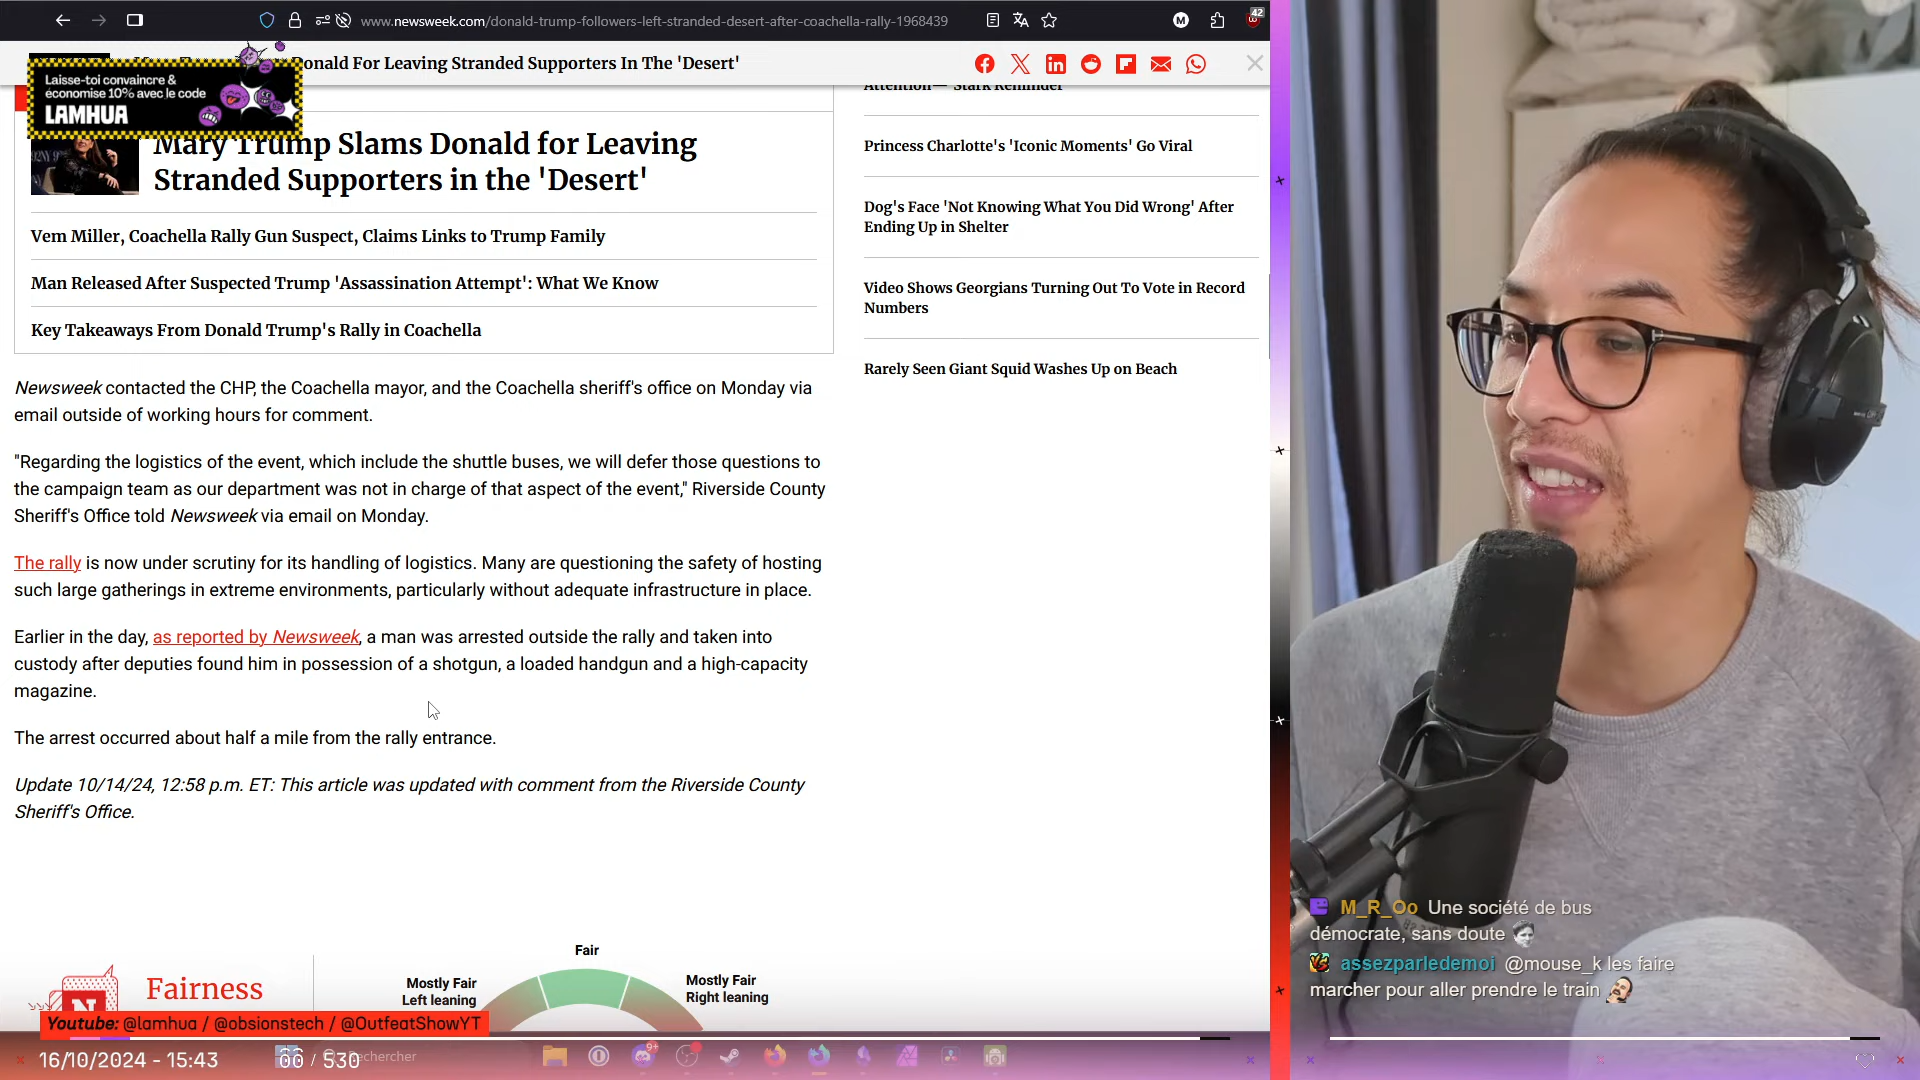 www.newsweek.com/donald-trump-followers-left-stranded-desert-after-coachella-rally-1968439
M
42
Donald For Leaving Stranded Supporters In The 'Desert'
Laisse-toi convaincre &
économise 10% avec le code
LAMHUA
Mary Trump Slams Donald for Leaving
Stranded Supporters in the 'Desert'
Vem Miller, Coachella Rally Gun Suspect, Claims Links to Trump Family
Man Released After Suspected Trump 'Assassination Attempt': What We Know
Key Takeaways From Donald Trump's Rally in Coachella
Newsweek contacted the CHP, the Coachella mayor, and the Coachella sheriff's office on Monday via
email outside of working hours for comment.
"Regarding the logistics of the event, which include the shuttle buses, we will defer those questions to
the campaign team as our department was not in charge of that aspect of the event," Riverside County
Sheriff's Office told Newsweek via email on Monday.
The rally is now under scrutiny for its handling of logistics. Many are questioning the safety of hosting
such large gatherings in extreme environments, particularly without adequate infrastructure in place.
Earlier in the day, as reported by Newsweek, a man was arrested outside the rally and taken into
custody after deputies found him in possession of a shotgun, a loaded handgun and a high-capacity
magazine.
The arrest occurred about half a mile from the rally entrance.
Update 10/14/24, 12:58 p.m. ET: This article was updated with comment from the Riverside County
Sheriff's Office.
Attention—'Stark Reminder'
Princess Charlotte's 'Iconic Moments' Go Viral
Dog's Face 'Not Knowing What You Did Wrong' After
Ending Up in Shelter
Video Shows Georgians Turning Out To Vote in Record
Numbers
Rarely Seen Giant Squid Washes Up on Beach
N
Fairness
Mostly Fair
Left leaning
Fair
Mostly Fair
Right leaning
Youtube: @lamhua / @obsionstech / @OutfeatShowYT
16/10/2024 - 15:43
/ 530
Rechercher
M_R_Oo Une société de bus
démocrate, sans doute
assezparledemoi @mouse_k les faire
marcher pour aller prendre le train